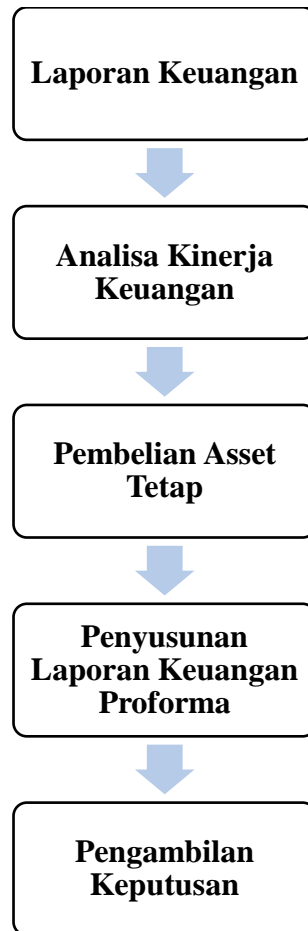 Laporan Keuangan
Analisa Kinerja
Keuangan
Pembelian Asset
Tetap
Penyusunan
Laporan Keuangan
Proforma
Pengambilan
Keputusan